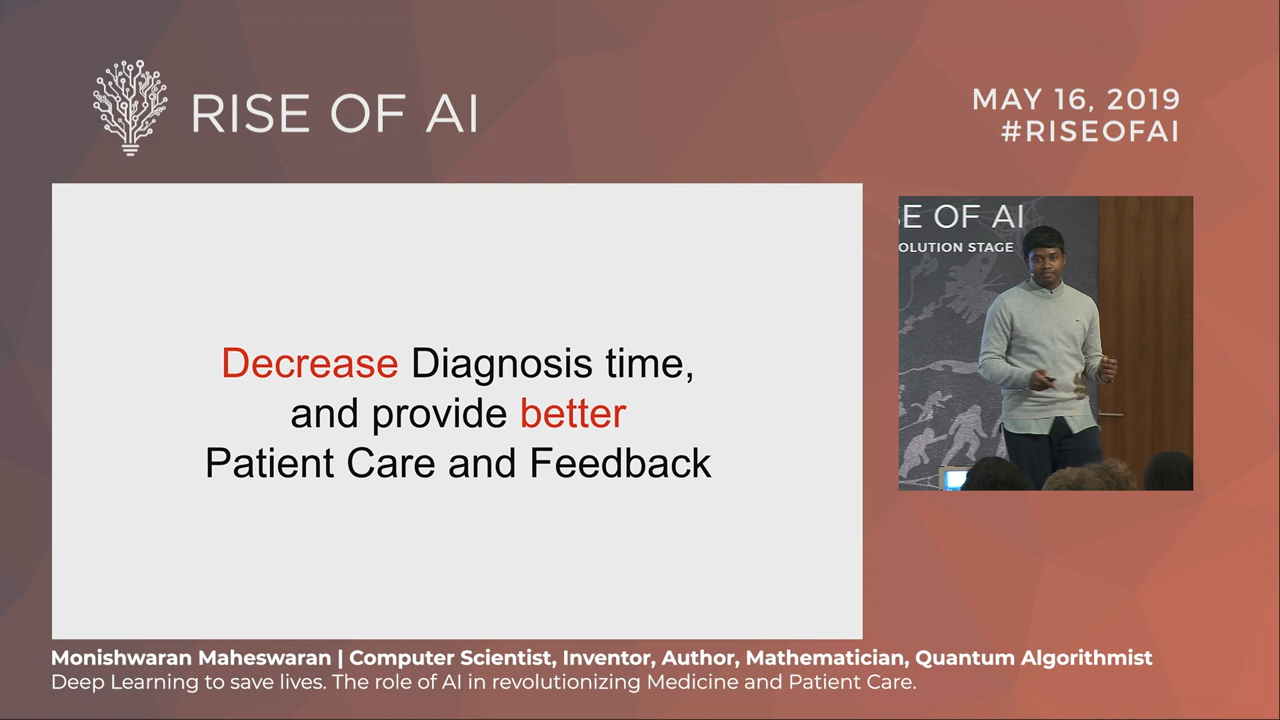 RISE OF AI
MAY 16, 2019
#RISEOFAI
Decrease Diagnosis time,
and provide better
Patient Care and Feedback
SE OF AI
OLUTION STAGE
Monishwaran Maheswaran | Computer Scientist, Inventor, Author, Mathematician, Quantum Algorithmist
Deep Learning to save lives. The role of AI in revolutionizing Medicine and Patient Care.